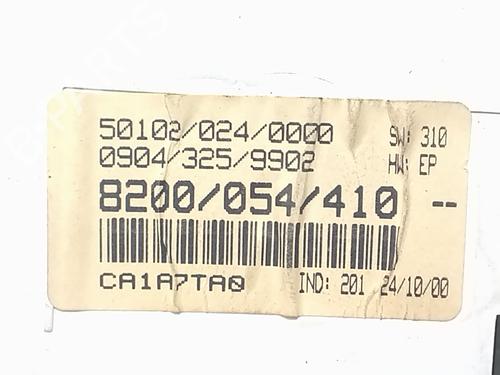 50102/024/0000 SW: 310
0904/325/9902 HW: EP
8200/054/410 --
CA1A7TA0 IND: 201 24/10/00
B-PARTS